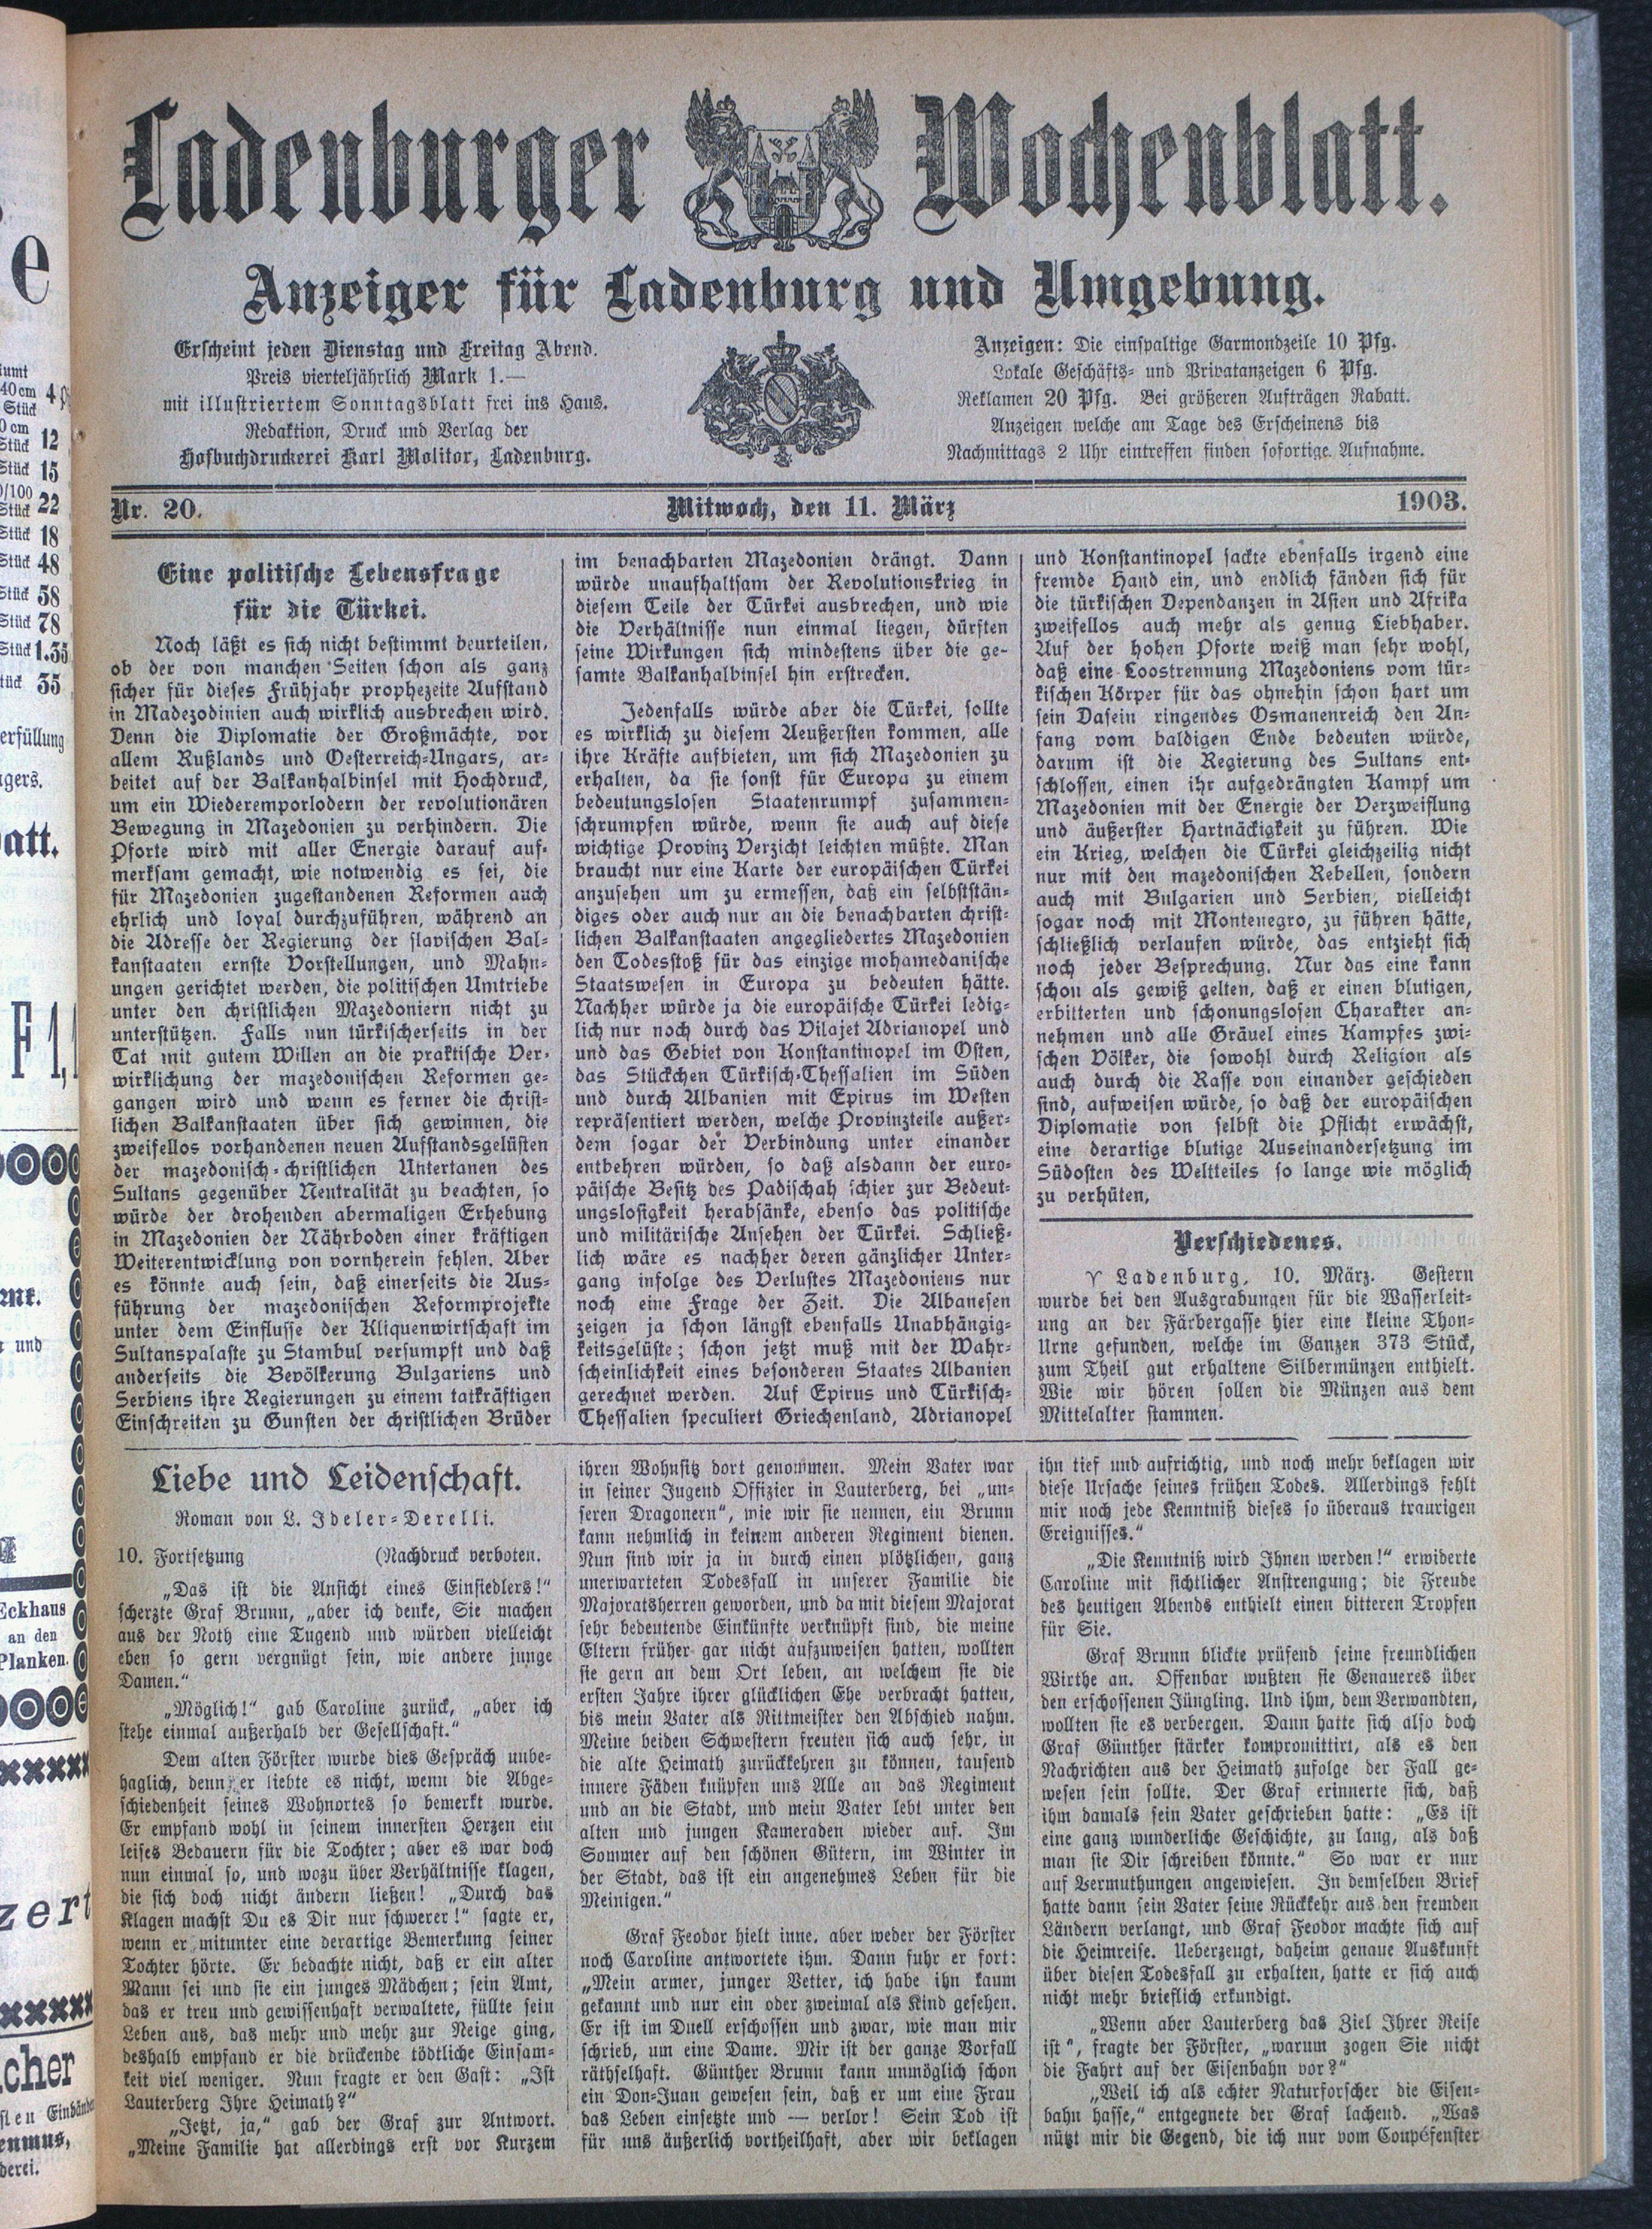 Ladenburger Wochenblatt.
Anzeiger für Ladenburg und Umgebung.
Erscheint jeden Dienstag und Freitag Abend.
Preis vierteljährlich Mark 1.—
mit illustriertem Sonntagsblatt frei ins Haus.
Redaktion, Druck und Verlag der
Hofbuchdruckerei Karl Molitor, Ladenburg.
Anzeigen: Die einspaltige Garmondzeile 10 Pfg.
Lokale Geschäfts- und Privatanzeigen 6 Pfg.
Reklamen 20 Pfg. Bei größeren Aufträgen Rabatt.
Anzeigen welche am Tage des Erscheinens bis
Nachmittags 2 Uhr eintreffen finden sofortige Aufnahme.
Nr. 20. Mitwoch, den 11. März 1903.
Eine politische Lebensfrage
für die Türkei.
Noch läßt es sich nicht bestimmt beurteilen,
ob der von manchen Seiten schon als ganz
sicher für dieses Frühjahr prophezeite Aufstand
in Madezodinien auch wirklich ausbrechen wird.
Denn die Diplomatie der Großmächte, vor
allem Rußlands und Oesterreich-Ungars, ar-
beitet auf der Balkanhalbinsel mit Hochdruck,
um ein Wiederemporlodern der revolutionären
Bewegung in Mazedonien zu verhindern. Die
Pforte wird mit aller Energie darauf auf-
merksam gemacht, wie notwendig es sei, die
für Mazedonien zugestandenen Reformen auch
ehrlich und loyal durchzuführen, während an
die Adresse der Regierung der slavischen Bal-
kanstaaten ernste Vorstellungen, und Mahn-
ungen gerichtet werden, die politischen Umtriebe
unter den christlichen Mazedoniern nicht zu
unterstützen. Falls nun türkischerseits in der
Tat mit gutem Willen an die praktische Ver-
wirklichung der mazedonischen Reformen ge-
gangen wird und wenn es ferner die christ-
lichen Balkanstaaten über sich gewinnen, die
zweifellos vorhandenen neuen Aufstandsgelüsten
der mazedonisch-christlichen Untertanen des
Sultans gegenüber Neutralität zu beachten, so
würde der drohenden abermaligen Erhebung
in Mazedonien der Nährboden einer kräftigen
Weiterentwicklung von vornherein fehlen. Aber
es könnte auch sein, daß einerseits die Aus-
führung der mazedonischen Reformprojekte
unter dem Einflusse der Kliquenwirtschaft im
Sultanspalaste zu Stambul versumpft und daß
anderseits die Bevölkerung Bulgariens und
Serbiens ihre Regierungen zu einem tatkräftigen
Einschreiten zu Gunsten der christlichen Brüder
im benachbarten Mazedonien drängt. Dann
würde unaufhaltsam der Revolutionskrieg in
diesem Teile der Türkei ausbrechen, und wie
die Verhältnisse nun einmal liegen, dürften
seine Wirkungen sich mindestens über die ge-
samte Balkanhalbinsel hin erstrecken.
Jedenfalls würde aber die Türkei, sollte
es wirklich zu diesem Aeußersten kommen, alle
ihre Kräfte aufbieten, um sich Mazedonien zu
erhalten, da sie sonst für Europa zu einem
bedeutungslosen Staatenrumpf zusammen-
schrumpfen würde, wenn sie auch auf diese
wichtige Provinz Verzicht leichten müßte. Man
braucht nur eine Karte der europäischen Türkei
anzusehen um zu ermessen, daß ein selbststän-
diges oder auch nur an die benachbarten christ-
lichen Balkanstaaten angegliedertes Mazedonien
den Todesstoß für das einzige mohamedanische
Staatswesen in Europa zu bedeuten hätte.
Nachher würde ja die europäische Türkei ledig-
lich nur noch durch das Vilajet Adrianopel und
und das Gebiet von Konstantinopel im Osten,
das Stückchen Türkisch-Thessalien im Süden
und durch Albanien mit Epirus im Westen
repräsentiert werden, welche Provinzteile außer-
dem sogar der Verbindung unter einander
entbehren würden, so daß alsdann der euro-
päische Besitz des Padischah schier zur Bedeut-
ungslosigkeit herabsänke, ebenso das politische
und militärische Ansehen der Türkei. Schließ-
lich wäre es nachher deren gänzlicher Unter-
gang infolge des Verlustes Mazedoniens nur
noch eine Frage der Zeit. Die Albanesen
zeigen ja schon längst ebenfalls Unabhängig-
keitsgelüste; schon jetzt muß mit der Wahr-
scheinlichkeit eines besonderen Staates Albanien
gerechnet werden. Auf Epirus und Türkisch-
Thessalien speculiert Griechenland, Adrianopel
und Konstantinopel sackte ebenfalls irgend eine
fremde Hand ein, und endlich fänden sich für
die türkischen Dependanzen in Asien und Afrika
zweifellos auch mehr als genug Liebhaber.
Auf der hohen Pforte weiß man sehr wohl,
daß eine Loostrennung Mazedoniens vom tür-
kischen Körper für das ohnehin schon hart um
sein Dasein ringendes Osmanenreich den An-
fang vom baldigen Ende bedeuten würde,
darum ist die Regierung des Sultans ent-
schlossen, einen ihr aufgedrängten Kampf um
Mazedonien mit der Energie der Verzweiflung
und äußerster Hartnäckigkeit zu führen. Wie
ein Krieg, welchen die Türkei gleichzeilig nicht
nur mit den mazedonischen Rebellen, sondern
auch mit Bulgarien und Serbien, vielleicht
sogar noch mit Montenegro, zu führen hätte,
schließlich verlaufen würde, das entzieht sich
noch jeder Besprechung. Nur das eine kann
schon als gewiß gelten, daß er einen blutigen,
erbitterten und schonungslosen Charakter an-
nehmen und alle Gräuel eines Kampfes zwi-
schen Völker, die sowohl durch Religion als
auch durch die Rasse von einander geschieden
sind, aufweisen würde, so daß der europäischen
Diplomatie von selbst die Pflicht erwächst,
eine derartige blutige Auseinandersetzung im
Südosten des Weltteiles so lange wie möglich
zu verhüten,
Verschiedenes.
Ladenburg, 10. März. Gestern
wurde bei den Ausgrabungen für die Wasserleit-
ung an der Färbergasse hier eine kleine Thon-
Urne gefunden, welche im Ganzen 373 Stück,
zum Theil gut erhaltene Silbermünzen enthielt.
Wie wir hören sollen die Münzen aus dem
Mittelalter stammen.
Liebe und Leidenschaft.
Roman von L. Ideler-Derelli.
10. Fortsetzung (Nachdruck verboten.
„Das ist die Ansicht eines Einsiedlers!“
scherzte Graf Brunn, „aber ich denke, Sie machen
aus der Noth eine Tugend und würden vielleicht
eben so gern vergnügt sein, wie andere junge
Damen.“
„Möglich!“ gab Caroline zurück, „aber ich
stehe einmal außerhalb der Gesellschaft.“
Dem alten Förster wurde dies Gespräch unbe-
haglich, denn er liebte es nicht, wenn die Abge-
schiedenheit seines Wohnortes so bemerkt wurde.
Er empfand wohl in seinem innersten Herzen ein
leises Bedauern für die Tochter; aber es war doch
nun einmal so, und wozu über Verhältnisse klagen,
die sich doch nicht ändern ließen! „Durch das
Klagen machst Du es Dir nur schwerer!“ sagte er,
wenn er mitunter eine derartige Bemerkung seiner
Tochter hörte. Er bedachte nicht, daß er ein alter
Mann sei und sie ein junges Mädchen; sein Amt,
das er treu und gewissenhaft verwaltete, füllte sein
Leben aus, das mehr und mehr zur Neige ging,
deshalb empfand er die drückende tödtliche Einsam-
keit viel weniger. Nun fragte er den Gast: „Ist
Lauterberg Ihre Heimath?“
„Jetzt, ja,“ gab der Graf zur Antwort.
„Meine Familie hat allerdings erst vor Kurzem
ihren Wohnsitz dort genommen. Mein Vater war
in seiner Jugend Offizier in Lauterberg, bei „un-
seren Dragonern“, wie wir sie nennen, ein Brunn
kann nehmlich in keinem anderen Regiment dienen.
Nun sind wir ja in durch einen plötzlichen, ganz
unerwarteten Todesfall in unserer Familie die
Majoratsherren geworden, und da mit diesem Majorat
sehr bedeutende Einkünfte verknüpft sind, die meine
Eltern früher gar nicht aufzuweisen hatten, wollten
sie gern an dem Ort leben, an welchem sie die
ersten Jahre ihrer glücklichen Ehe verbracht hatten,
bis mein Vater als Rittmeister den Abschied nahm.
Meine beiden Schwestern freuten sich auch sehr, in
die alte Heimath zurückkehren zu können, tausend
innere Fäden knüpfen uns Alle an das Regiment
und an die Stadt, und mein Vater lebt unter den
alten und jungen Kameraden wieder auf. Im
Sommer auf den schönen Gütern, im Winter in
der Stadt, das ist ein angenehmes Leben für die
Meinigen.“
Graf Feodor hielt inne, aber weder der Förster
noch Caroline antwortete ihm. Dann fuhr er fort:
„Mein armer, junger Vetter, ich habe ihn kaum
gekannt und nur ein oder zweimal als Kind gesehen.
Er ist im Duell erschossen und zwar, wie man mir
schrieb, um eine Dame. Mir ist der ganze Vorfall
räthselhaft. Günther Brunn kann unmöglich schon
ein Don-Juan gewesen sein, daß er um eine Frau
das Leben einsetzte und — verlor! Sein Tod ist
für uns äußerlich vortheilhaft, aber wir beklagen
ihn tief und aufrichtig, und noch mehr beklagen wir
diese Ursache seines frühen Todes. Allerdings fehlt
mir noch jede Kenntniß dieses so überaus traurigen
Ereignisses.“
„Die Kenntniß wird Ihnen werden!“ erwiderte
Caroline mit sichtlicher Anstrengung; die Freude
des heutigen Abends enthielt einen bitteren Tropfen
für Sie.
Graf Brunn blickte prüfend seine freundlichen
Wirthe an. Offenbar wußten sie Genaueres über
den erschossenen Jüngling. Und ihm, dem Verwandten,
wollten sie es verbergen. Dann hatte sich also doch
Graf Günther stärker kompromittirt, als es den
Nachrichten aus der Heimath zufolge der Fall ge-
wesen sein sollte. Der Graf erinnerte sich, daß
ihm damals sein Vater geschrieben hatte: „Es ist
eine ganz wunderliche Geschichte, zu lang, als daß
man sie Dir schreiben könnte.“ So war er nur
auf Vermuthungen angewiesen. In demselben Brief
hatte dann sein Vater seine Rückkehr aus den fremden
Ländern verlangt, und Graf Feodor machte sich auf
die Heimreise. Ueberzeugt, daheim genaue Auskunft
über diesen Todesfall zu erhalten, hatte er sich auch
nicht mehr brieflich erkundigt.
„Wenn aber Lauterberg das Ziel Ihrer Reise
ist“, fragte der Förster, „warum zogen Sie nicht
die Fahrt auf der Eisenbahn vor?“
„Weil ich als echter Naturforscher die Eisen-
bahn hasse,“ entgegnete der Graf lachend. „Was
nützt mir die Gegend, die ich nur vom Coupéfenster